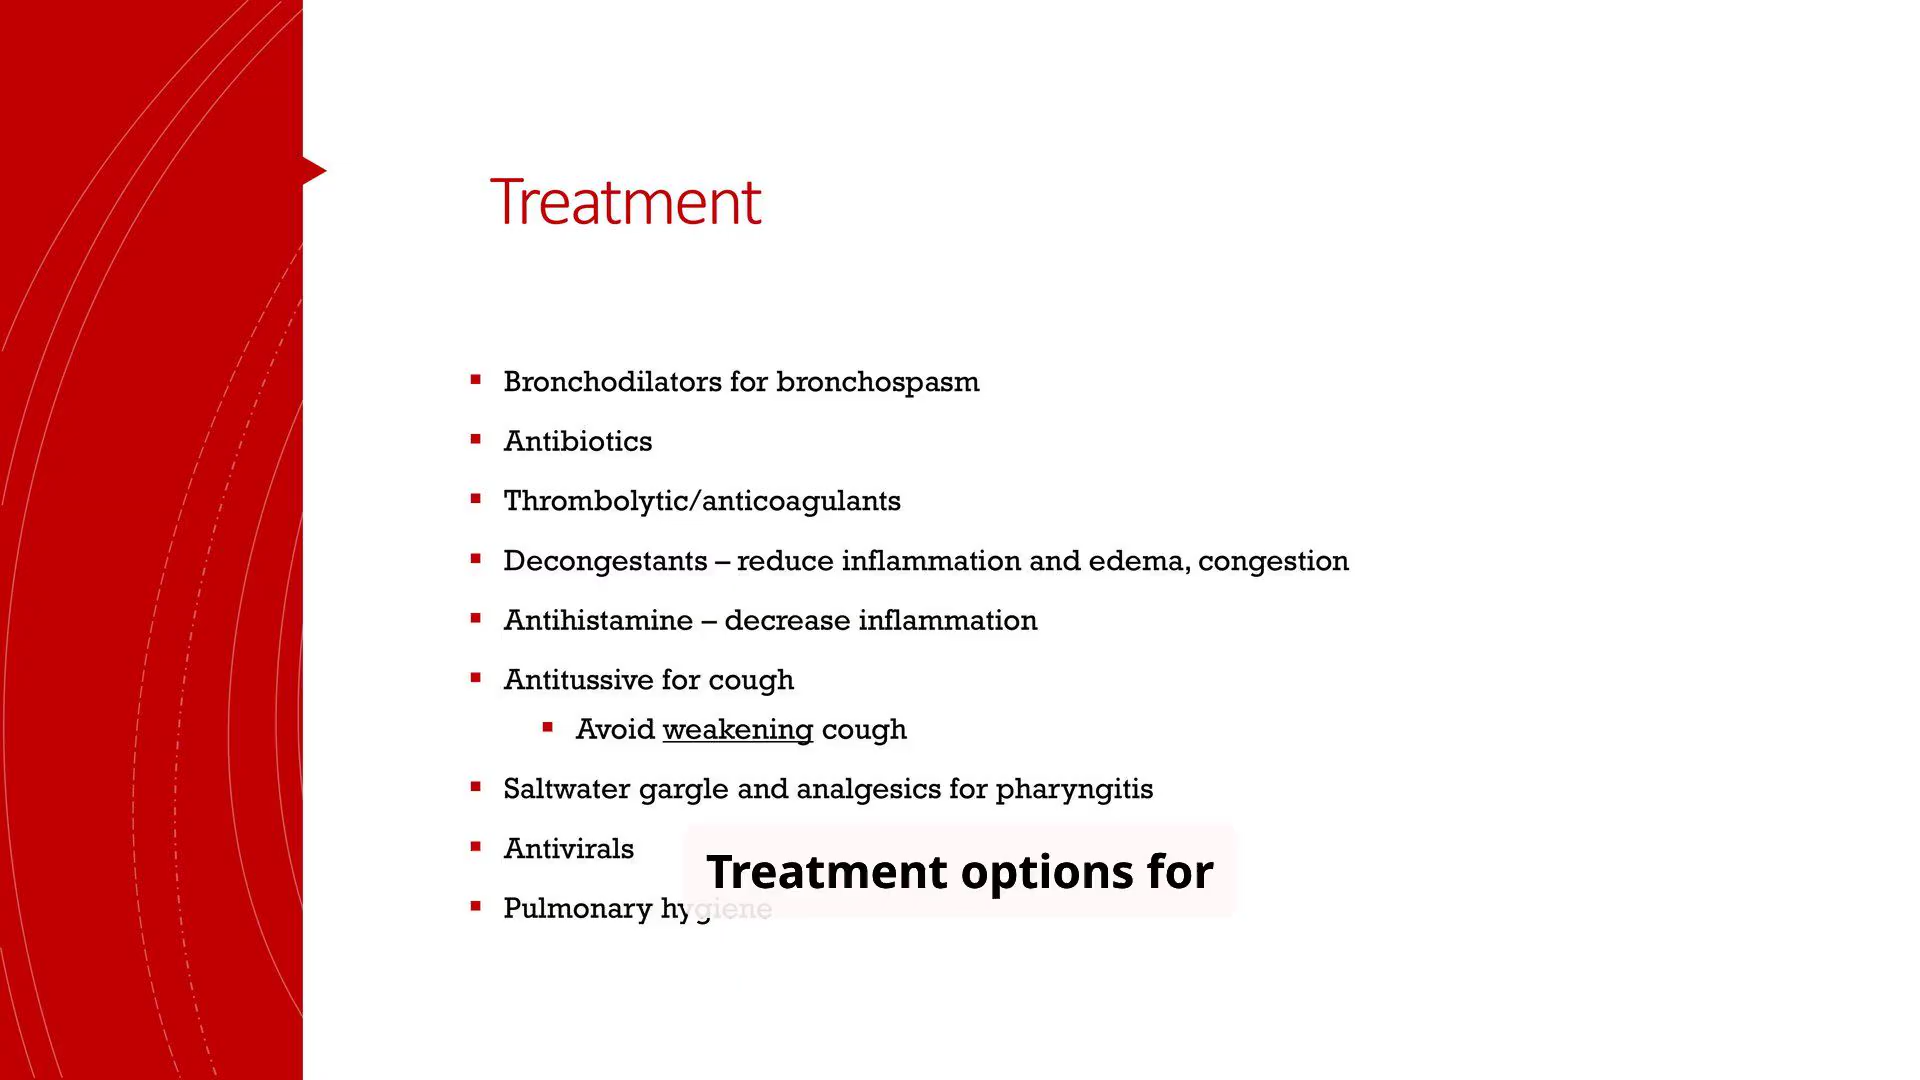 Treatment
Bronchodilators for bronchospasm
Antibiotics
Thrombolytic/anticoagulants
Decongestants – reduce inflammation and edema, congestion
Antihistamine – decrease inflammation
Antitussive for cough
Avoid weakening cough
Saltwater gargle and analgesics for pharyngitis
Antivirals
Treatment options for
Pulmonary hygiene